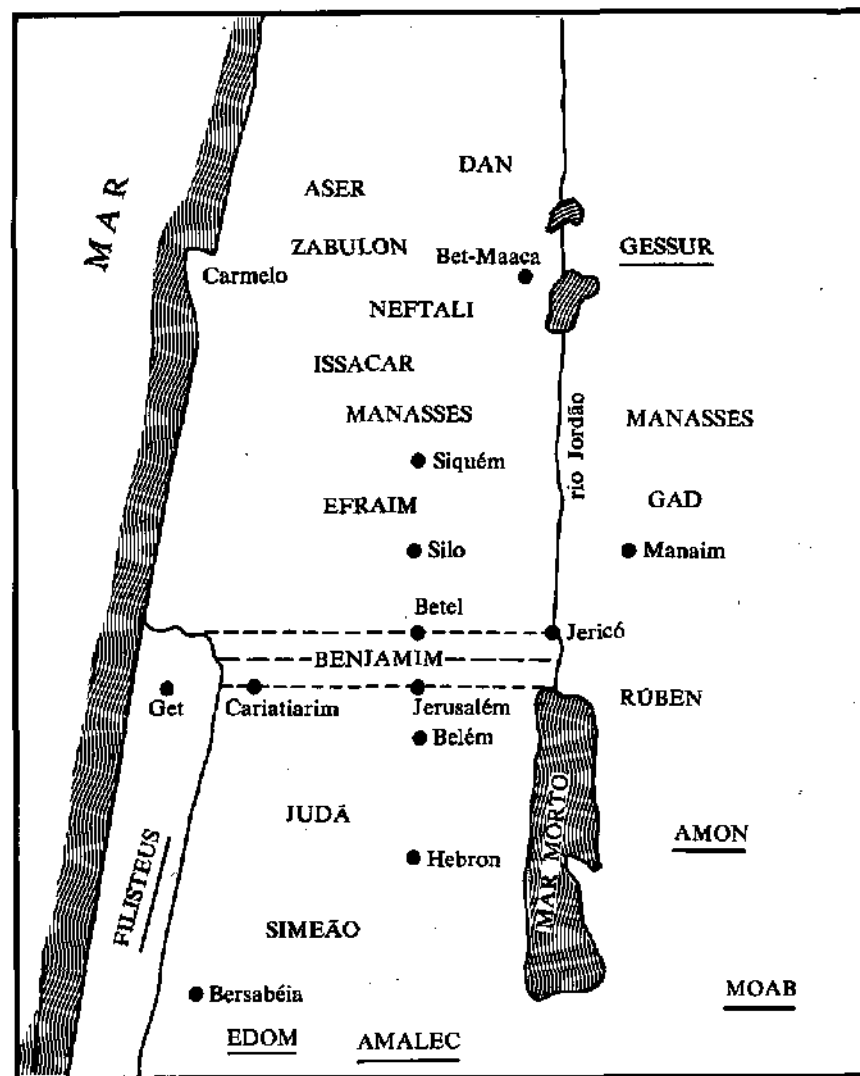 MAR
DAN
ASER
ZABULON
Bet-Maaca
GESSUR
Carmelo
NEFTALI
ISSACAR
MANASSES
MANASSES
rio Jordão
Siquém
EFRAIM
GAD
Silo
Manaim
Betel
Jericó
BENJAMIM
RÚBEN
Get
Cariatiarim
Jerusalém
Belém
JUDÁ
MAR MORTO
AMON
Hebron
FILISTEUS
SIMEÃO
Bersabéia
MOAB
EDOM
AMALEC